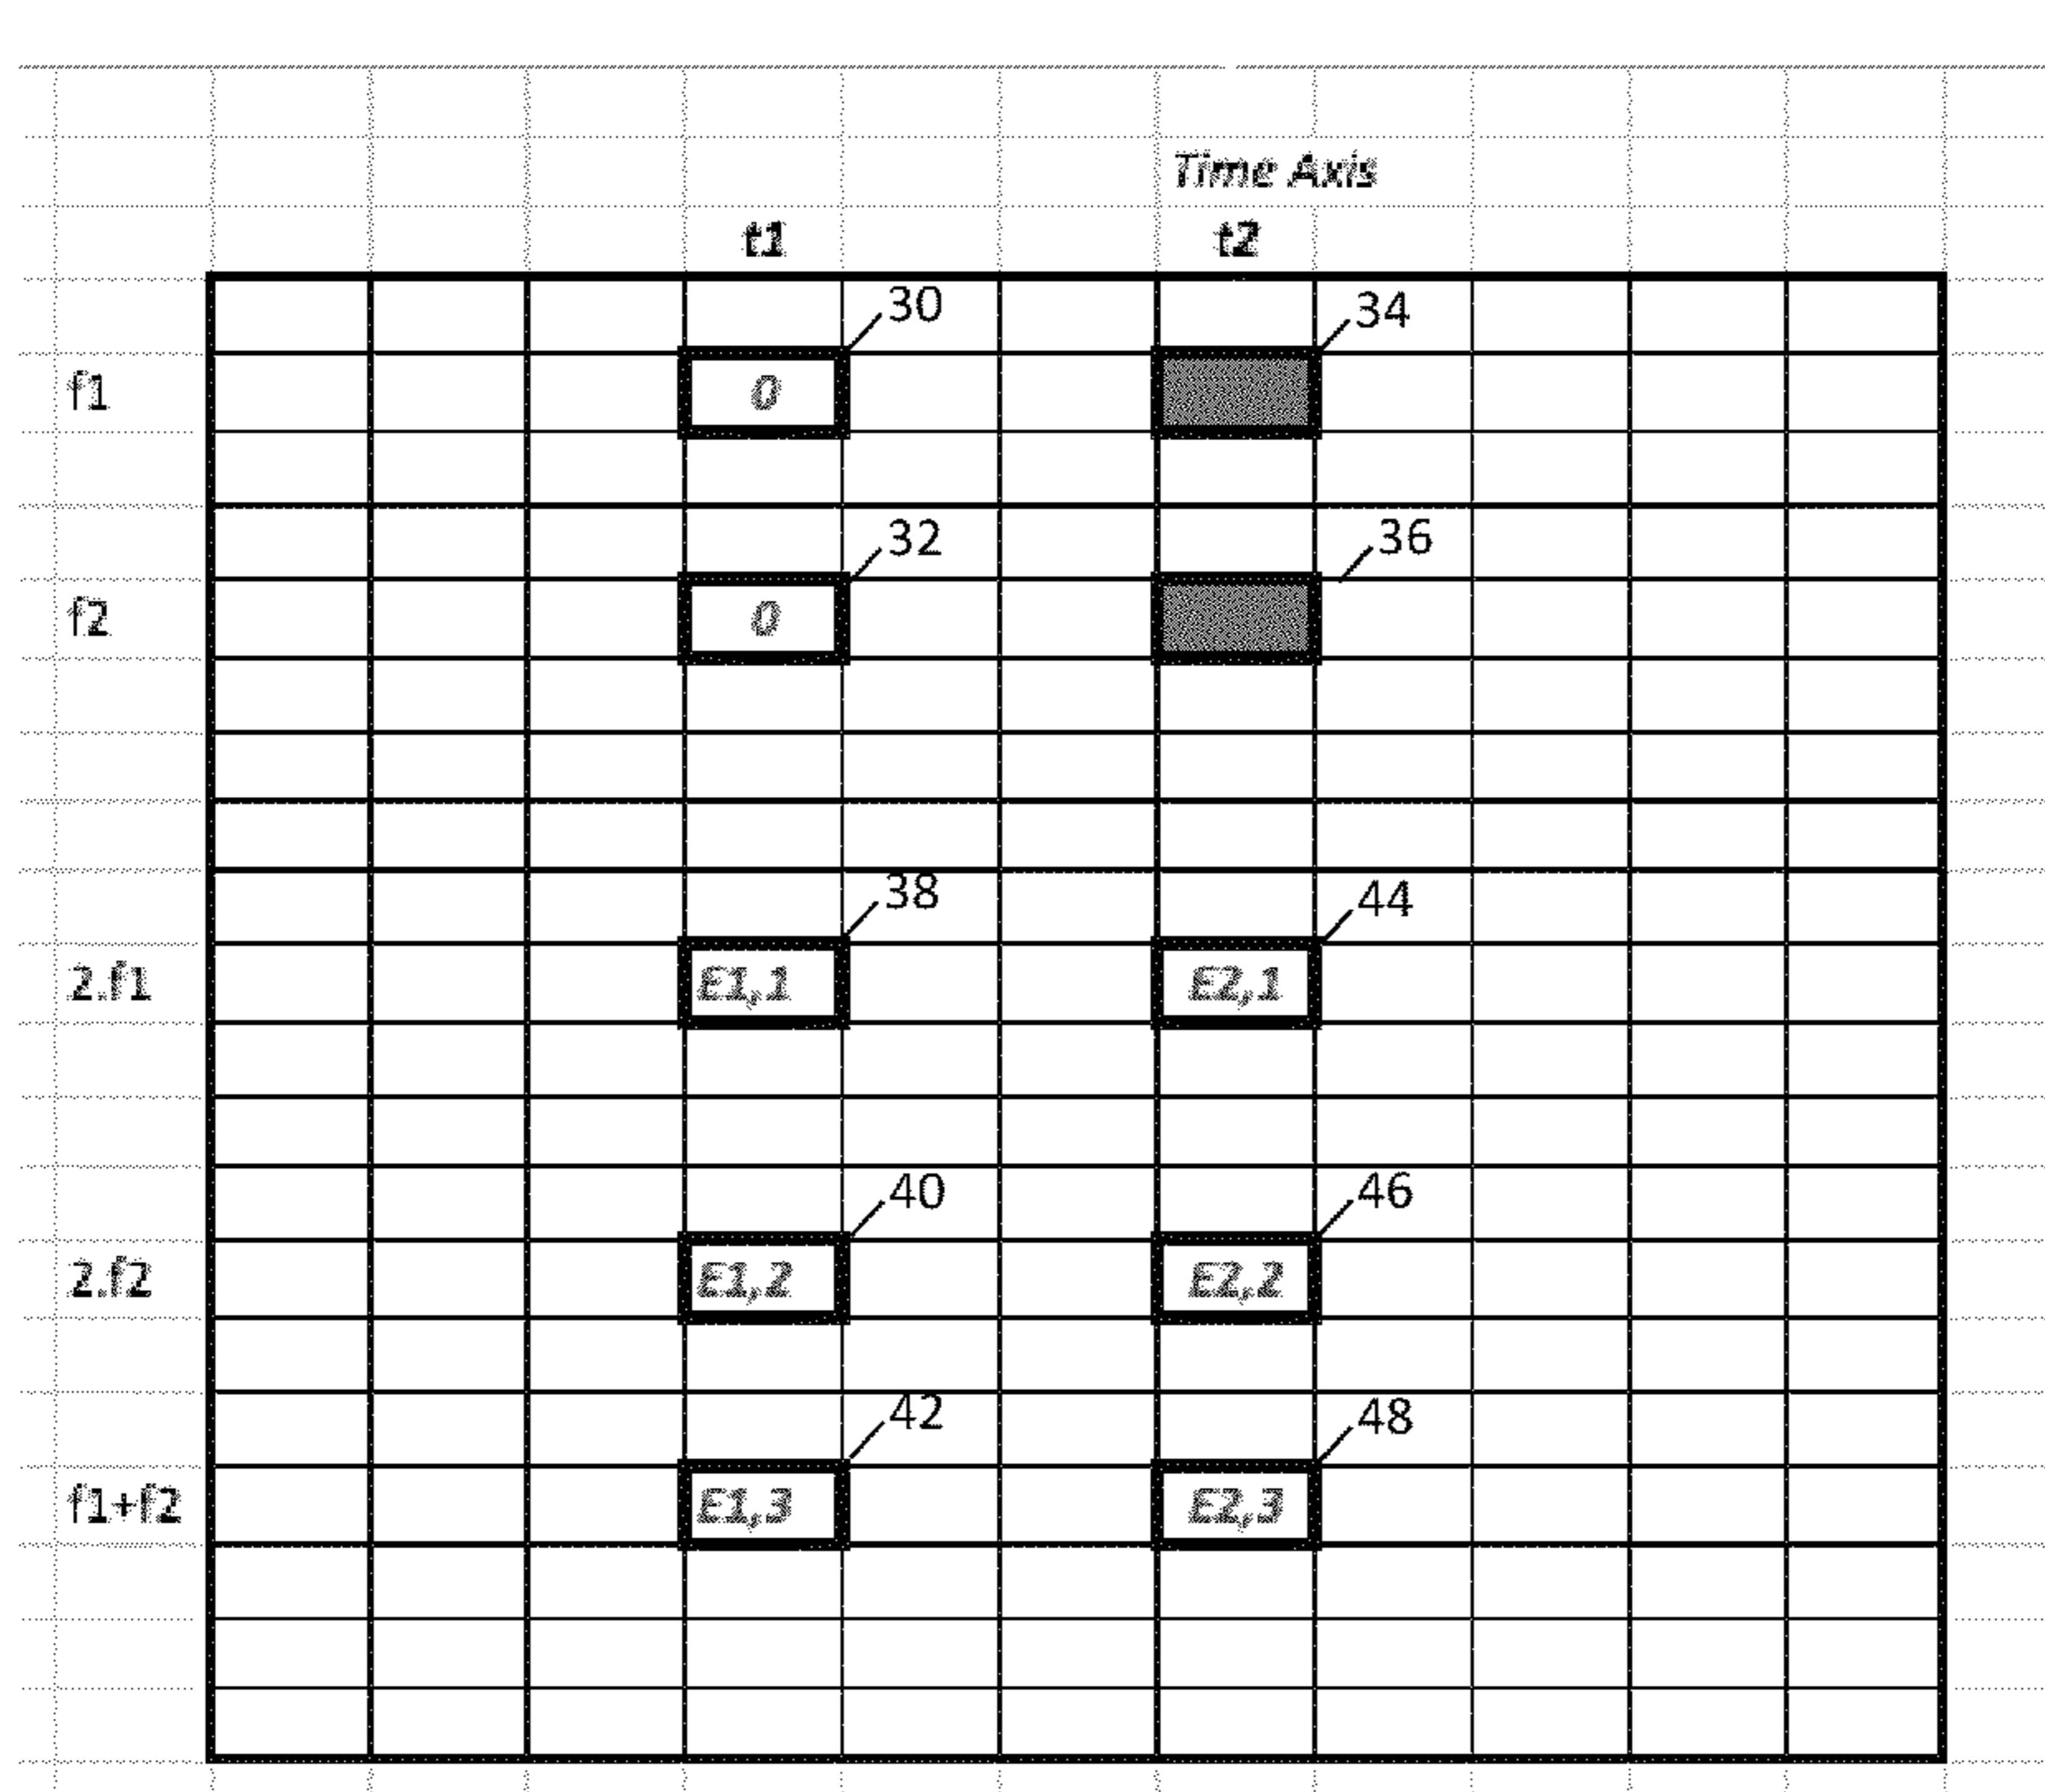 Time Axis
t1 t2
30 34
f1 0
32 36
f2 0
38 44
2.f1 E1,1 E2,1
40 46
2.f2 E1,2 E2,2
42 48
f1+f2 E1,3 E2,3